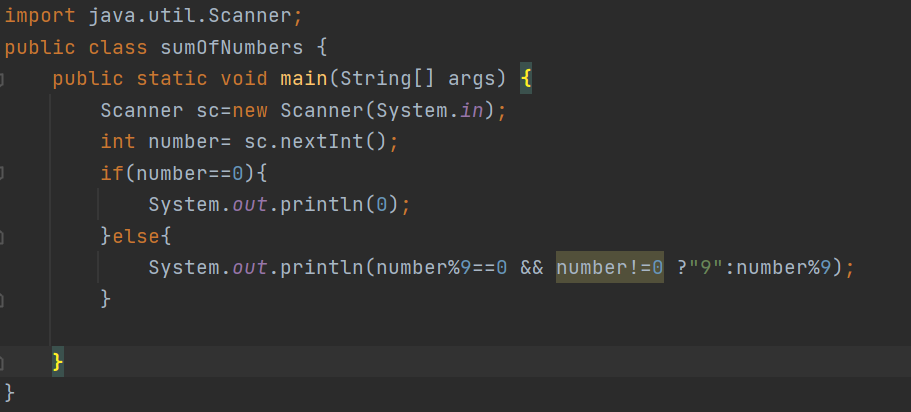 import java.util.Scanner;
public class sumOfNumbers {
    public static void main(String[] args) {
        Scanner sc=new Scanner(System.in);
        int number= sc.nextInt();
        if(number==0){
            System.out.println(0);
        }else{
            System.out.println(number%9==0 && number!=0 ?"9":number%9);
        }
    }
}